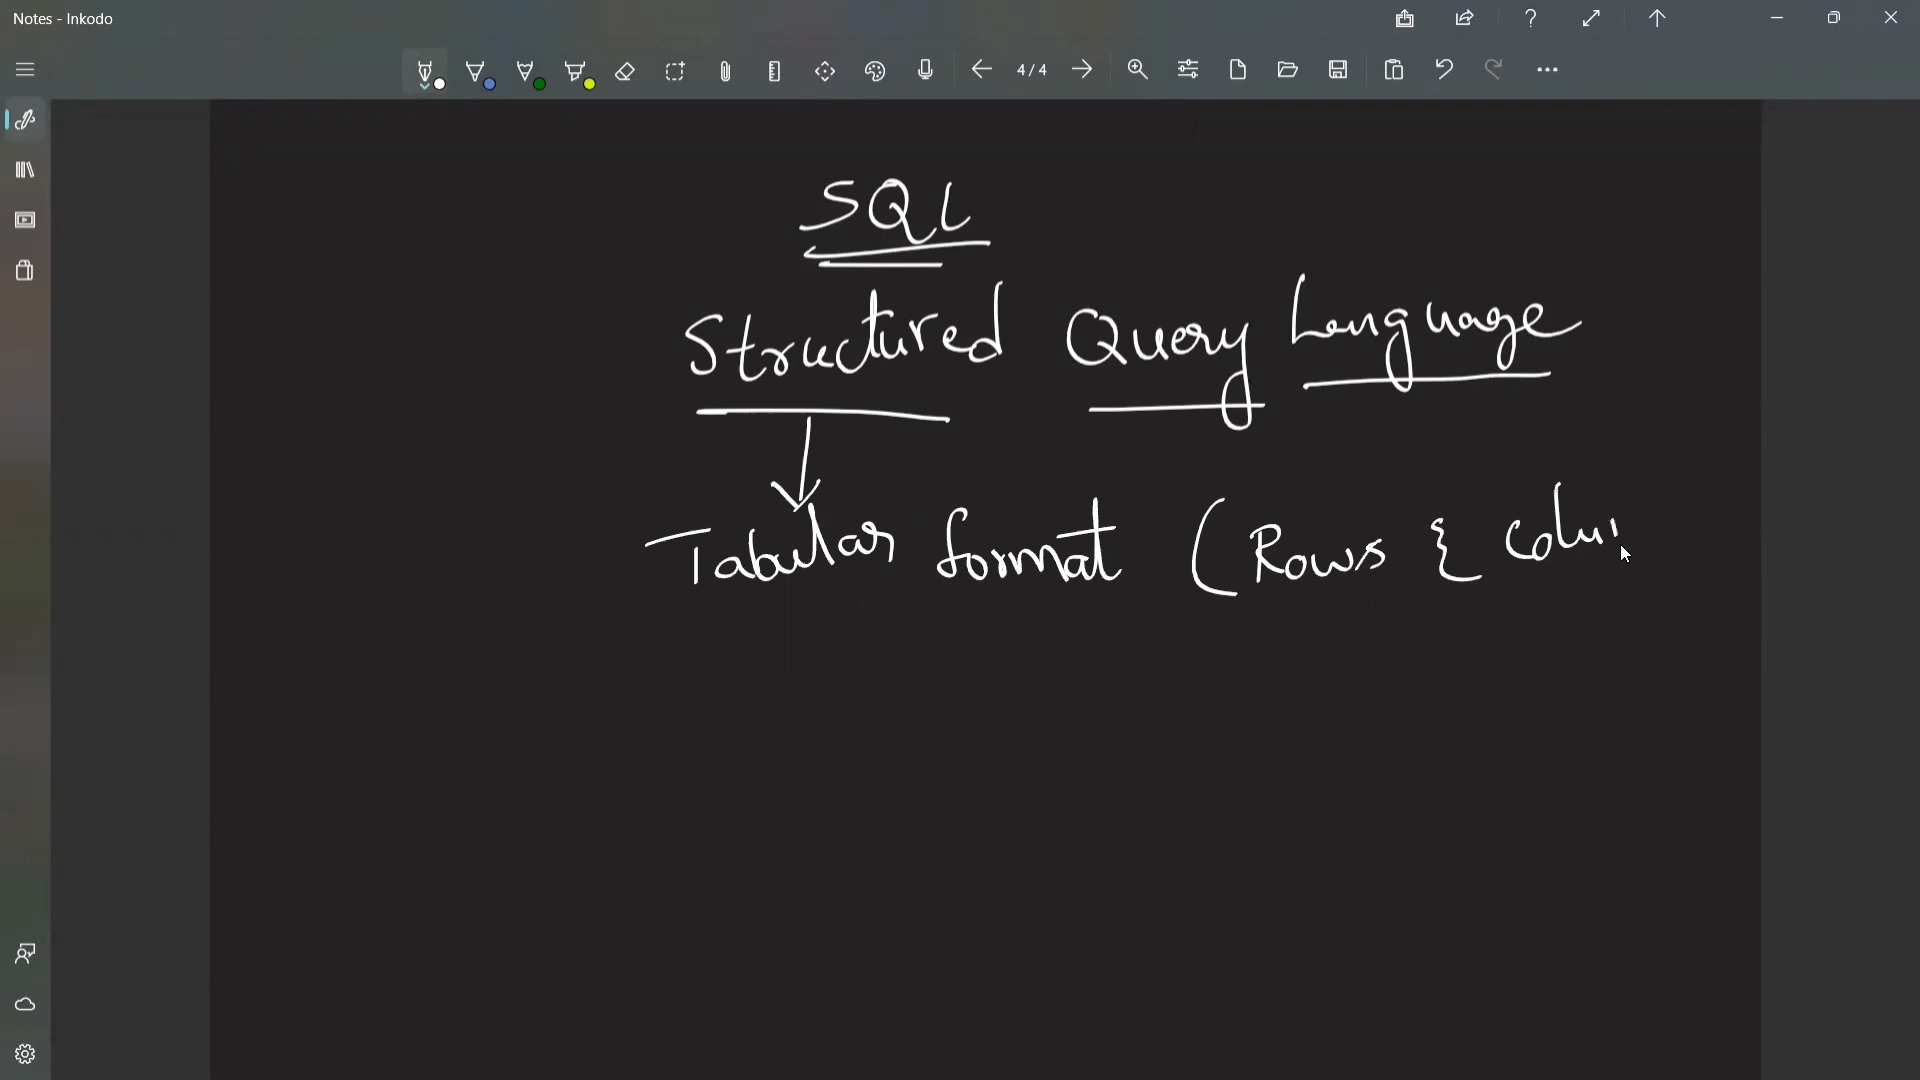 Notes - Inkodo
4/4
SQL
Structured Query Language
Tabular format (Rows & colu